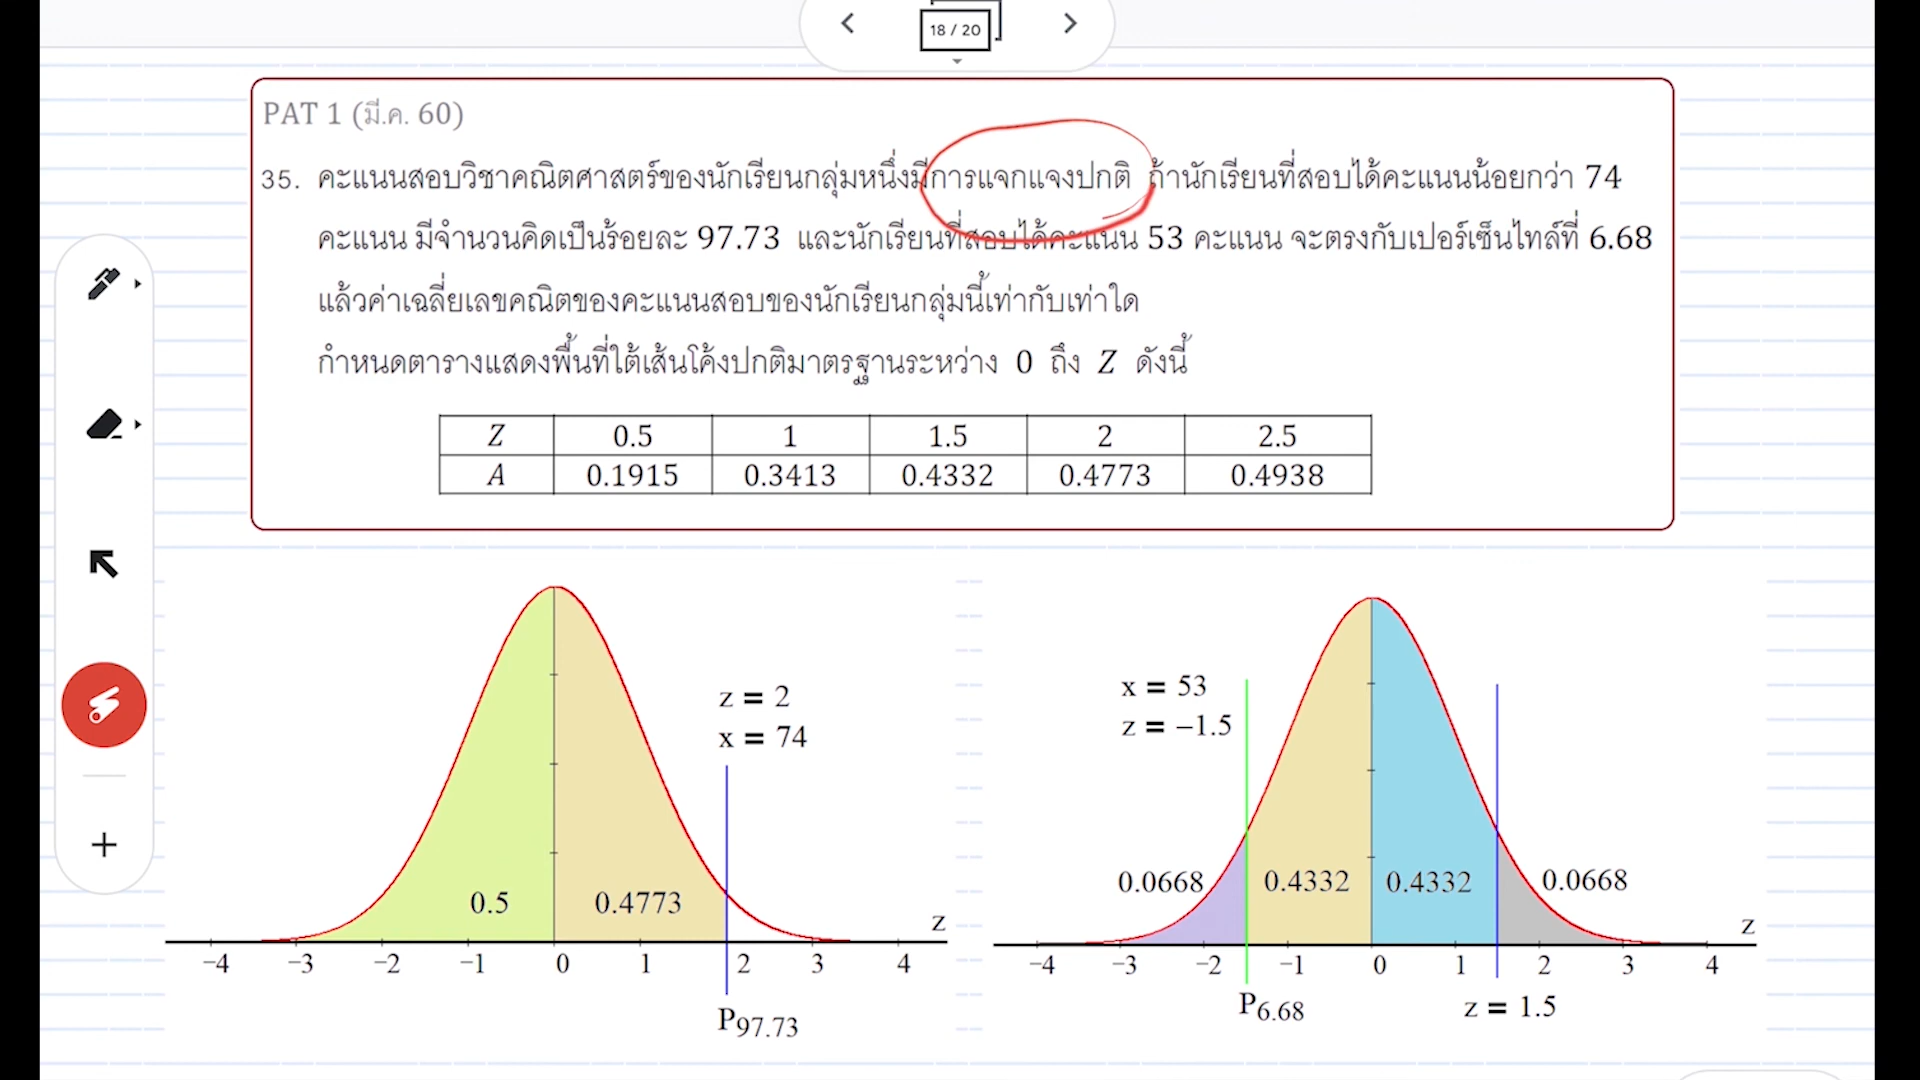 18 / 20
PAT 1 (มี.ค. 60)
35. คะแนนสอบวิชาคณิตศาสตร์ของนักเรียนกลุ่มหนึ่งมีการแจกแจงปกติ ถ้านักเรียนที่สอบได้คะแนนน้อยกว่า 74
คะแนน มีจำนวนคิดเป็นร้อยละ 97.73 และนักเรียนที่สอบได้คะแนน 53 คะแนน จะตรงกับเปอร์เซ็นไทล์ที่ 6.68
แล้วค่าเฉลี่ยเลขคณิตของคะแนนสอบของนักเรียนกลุ่มนี้เท่ากับเท่าใด
กำหนดตารางแสดงพื้นที่ใต้เส้นโค้งปกติมาตรฐานระหว่าง 0 ถึง Z ดังนี้
Z 0.5 1 1.5 2 2.5
A 0.1915 0.3413 0.4332 0.4773 0.4938
z = 2
x = 74
0.5 0.4773
z
−4 −3 −2 −1 0 1 2 3 4
P97.73
x = 53
z = −1.5
0.0668 0.4332 0.4332 0.0668
z
−4 −3 −2 −1 0 1 2 3 4
P6.68 z = 1.5